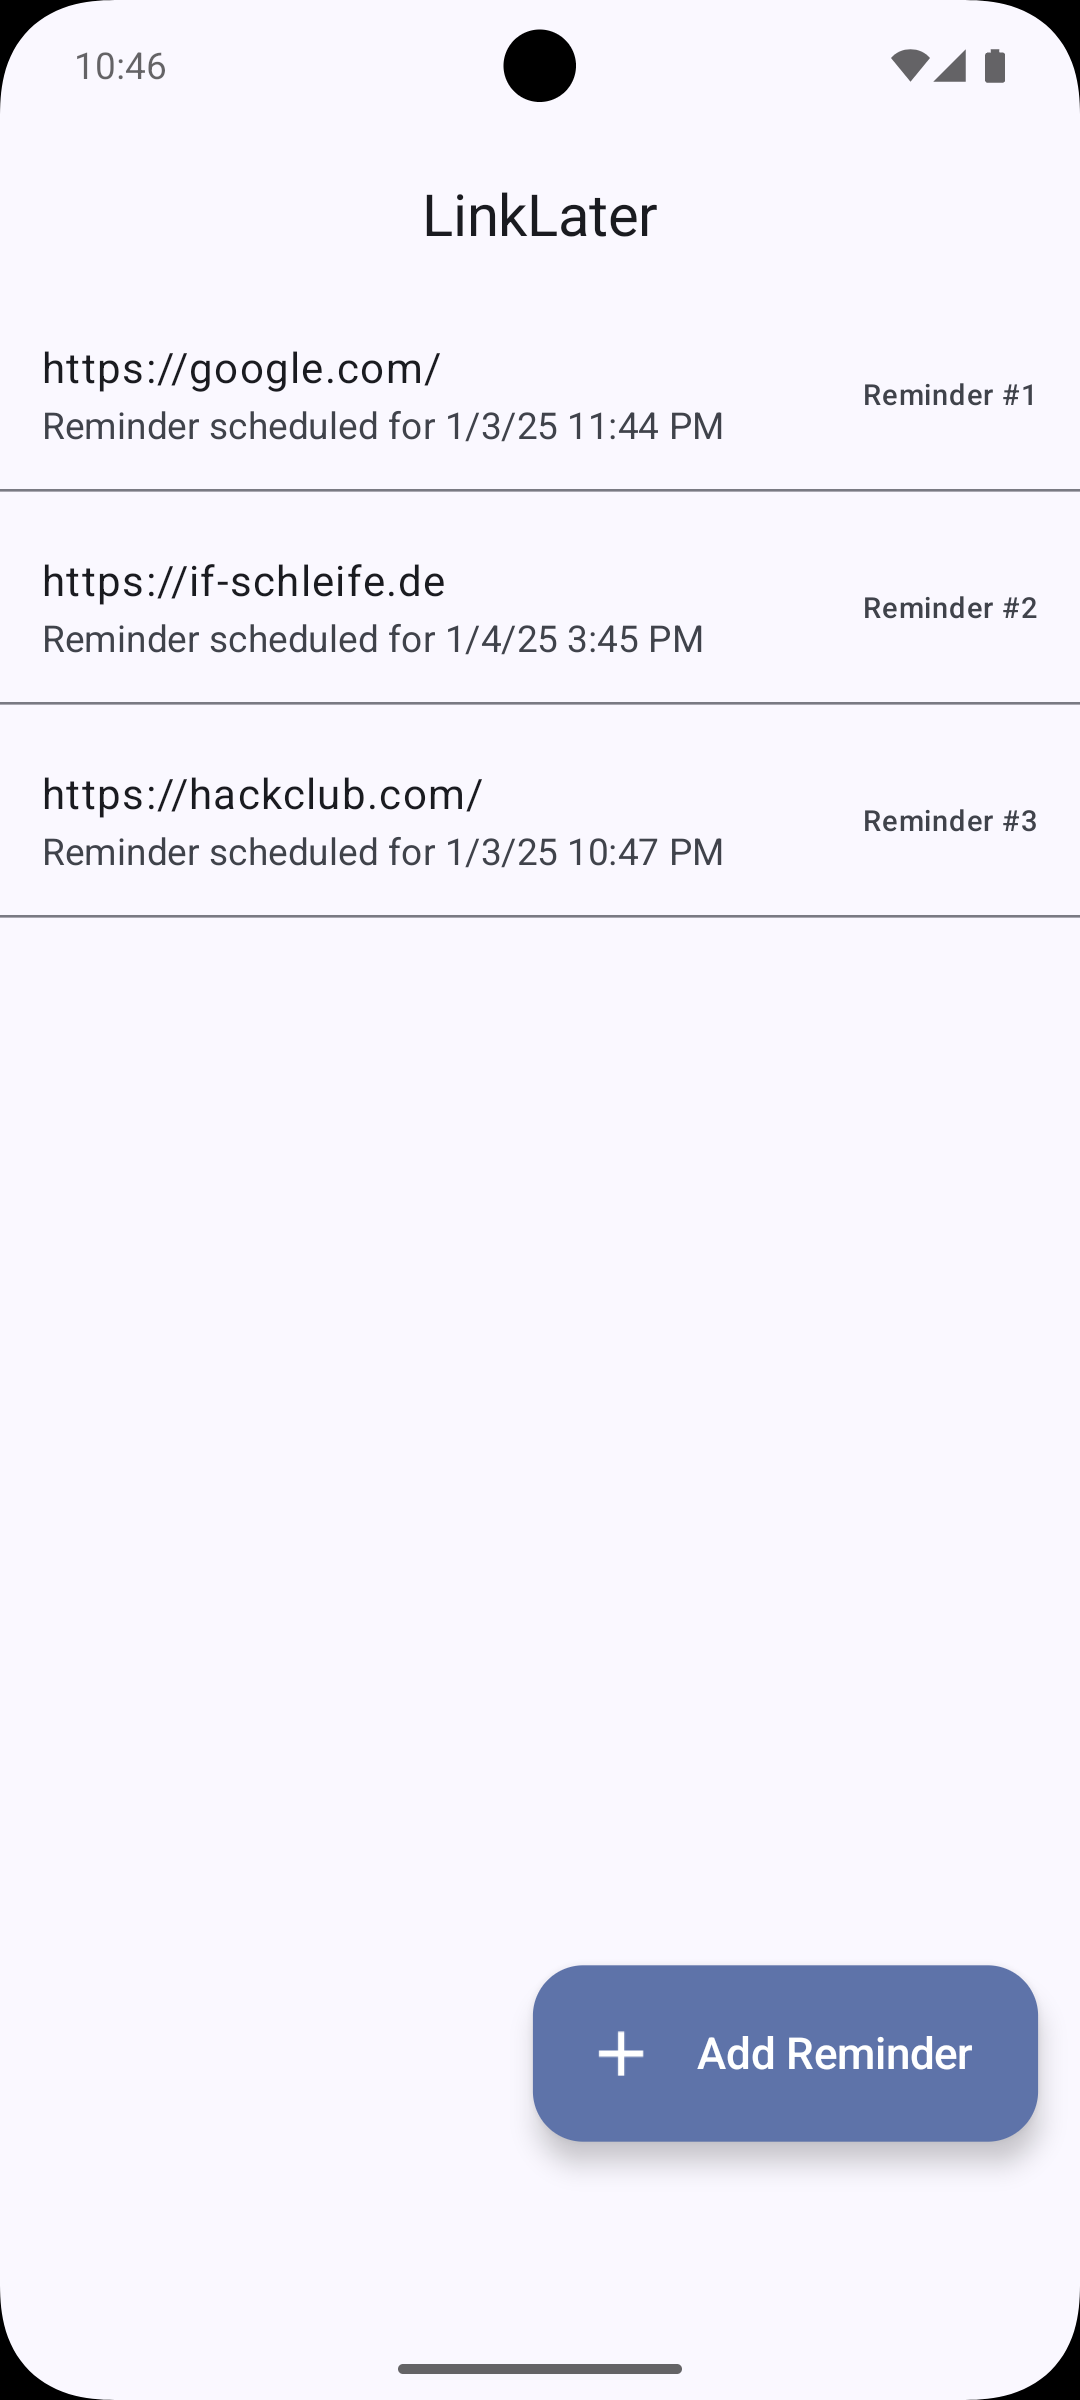 10:46
LinkLater
https://google.com/
Reminder scheduled for 1/3/25 11:44 PM
Reminder #1
https://if-schleife.de
Reminder scheduled for 1/4/25 3:45 PM
Reminder #2
https://hackclub.com/
Reminder scheduled for 1/3/25 10:47 PM
Reminder #3
Add Reminder